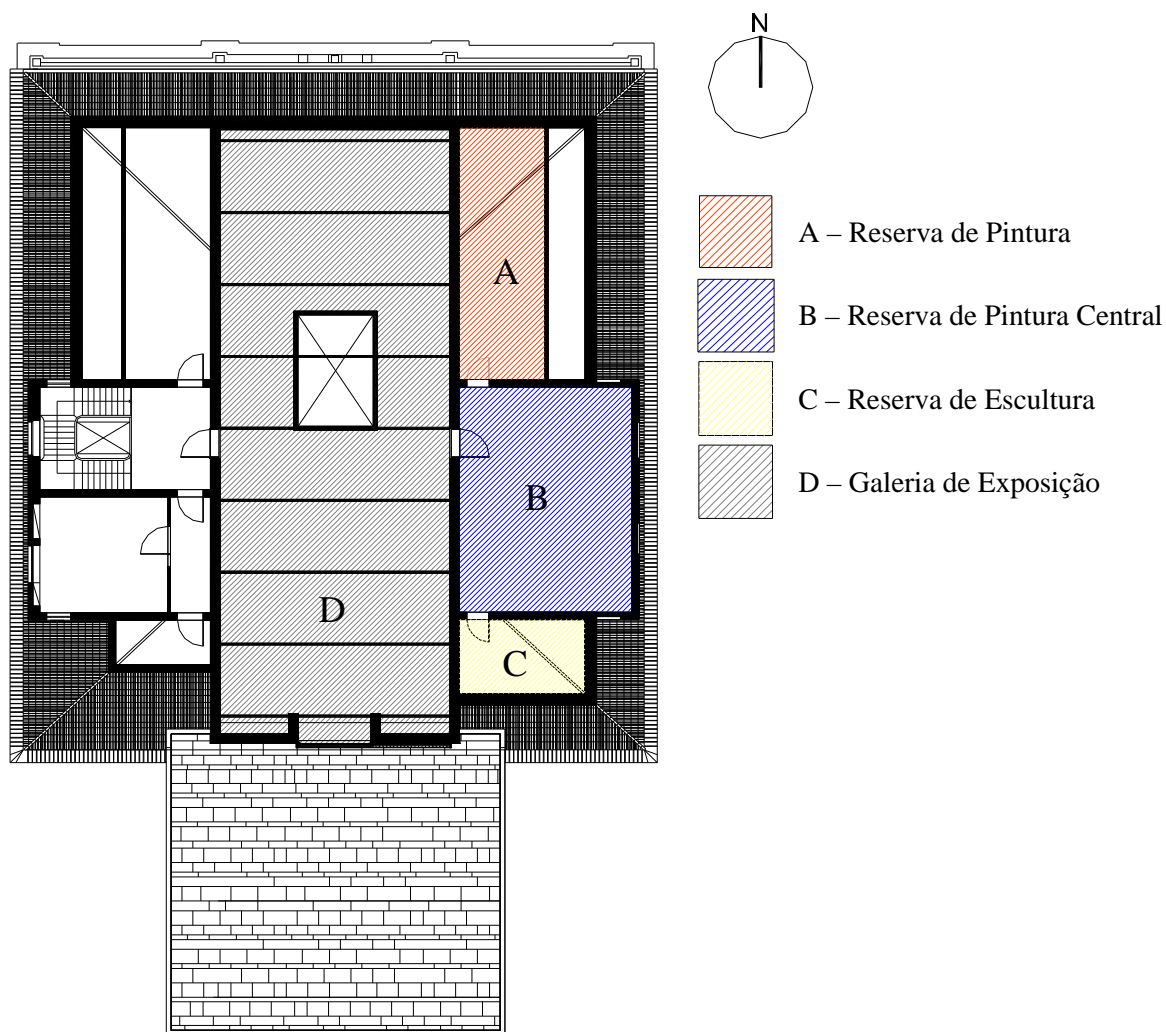 N
A
B
C
D
A – Reserva de Pintura
B – Reserva de Pintura Central
C – Reserva de Escultura
D – Galeria de Exposição